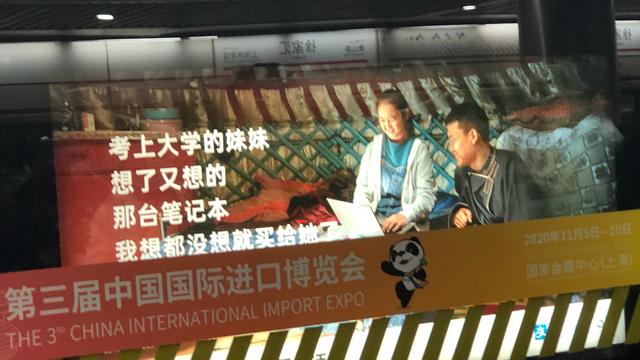 徐家汇
考上大学的妹妹
想了又想的
那台笔记本
我想都没想就买给她了
第三届中国国际进口博览会
THE 3RD CHINA INTERNATIONAL IMPORT EXPO
2020年11月5日—10日
国家会展中心(上海)